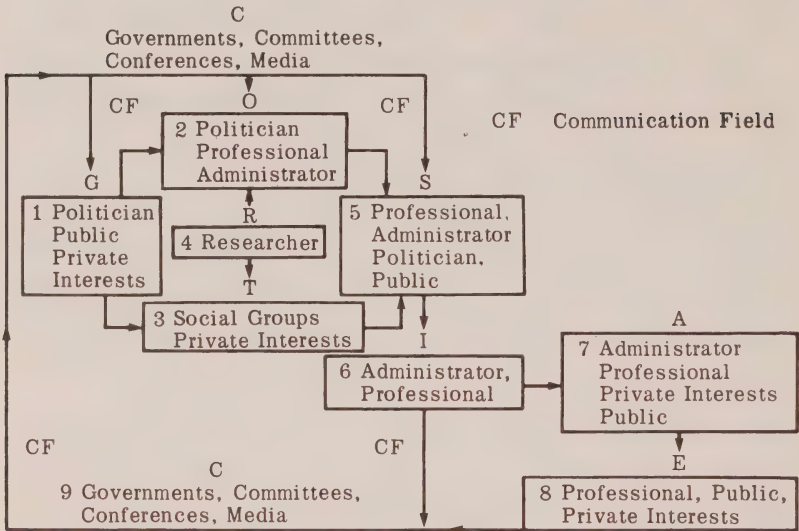 C
Governments, Committees,
Conferences, Media
CF
O
CF
CF Communication Field
2 Politician
Professional
Administrator
G
S
1 Politician
Public
Private
Interests
R
4 Researcher
T
5 Professional,
Administrator
Politician,
Public
3 Social Groups
Private Interests
I
A
6 Administrator,
Professional
7 Administrator
Professional
Private Interests
Public
CF
CF
C
9 Governments, Committees,
Conferences, Media
E
8 Professional, Public,
Private Interests